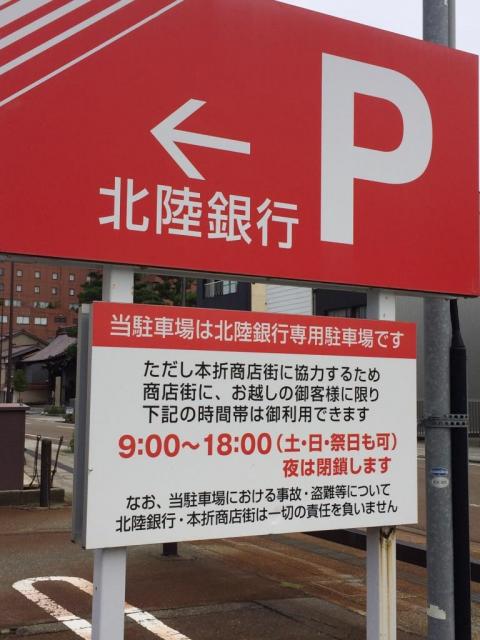 P
←
北陸銀行
当駐車場は北陸銀行専用駐車場です
ただし本折商店街に協力するため
商店街に、お越しの御客様に限り
下記の時間帯は御利用できます
9:00～18:00(土・日・祭日も可)
夜は閉鎖します
なお、当駐車場における事故・盗難等について
北陸銀行・本折商店街は一切の責任を負いません